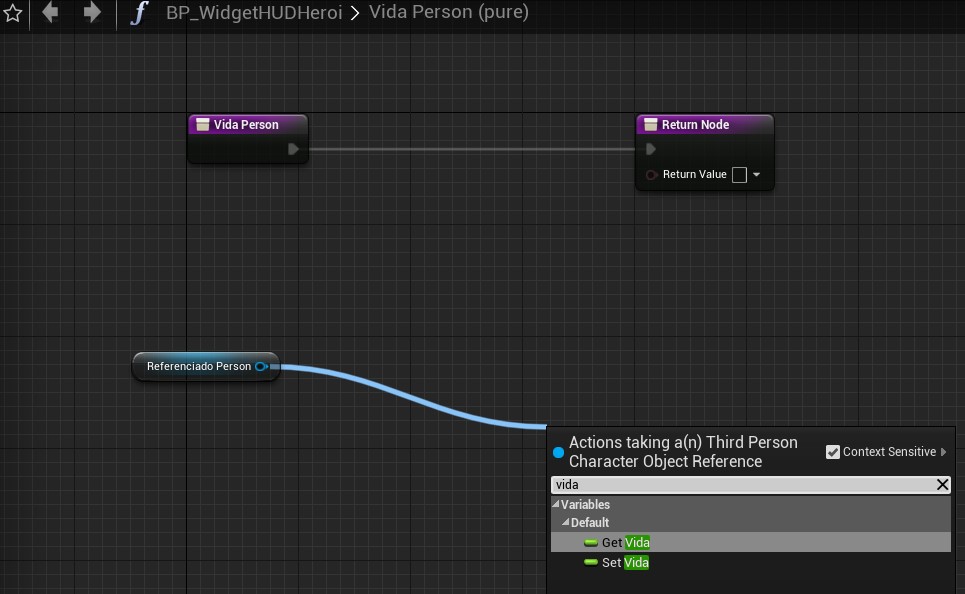 BP_WidgetHUDHeroi > Vida Person (pure)
Vida Person
Return Node
Return Value
Referenciado Person
Actions taking a(n) Third Person
Character Object Reference
Context Sensitive
vida
Variables
Default
Get Vida
Set Vida